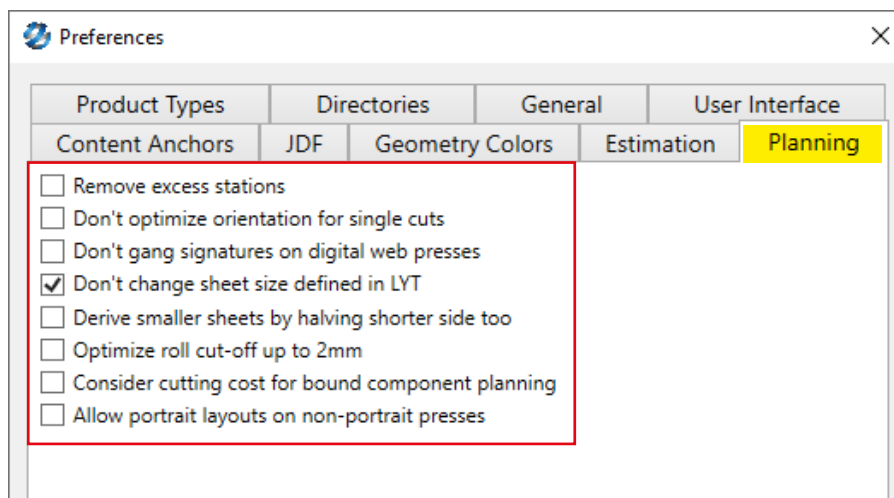 Preferences
Product Types Directories General User Interface
Content Anchors JDF Geometry Colors Estimation Planning
Remove excess stations
Don't optimize orientation for single cuts
Don't gang signatures on digital web presses
Don't change sheet size defined in LYT
Derive smaller sheets by halving shorter side too
Optimize roll cut-off up to 2mm
Consider cutting cost for bound component planning
Allow portrait layouts on non-portrait presses